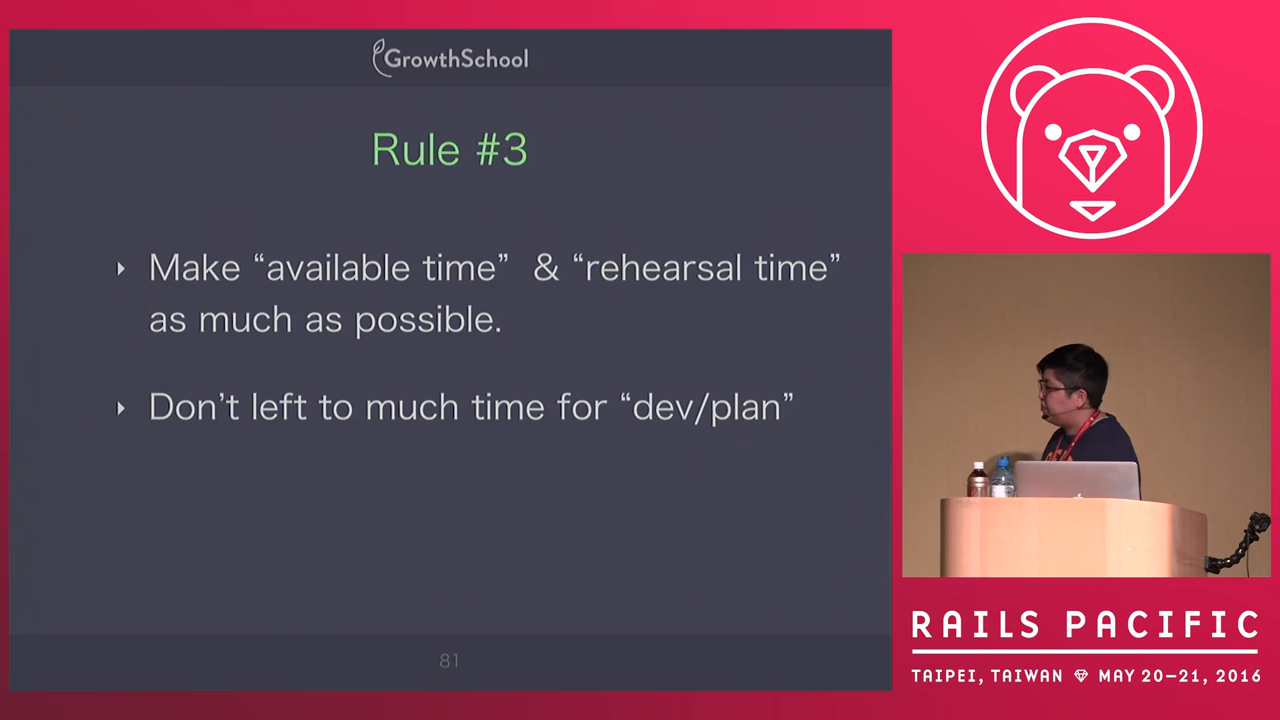 GrowthSchool
Rule #3
Make “available time” & “rehearsal time”
as much as possible.
Don’t left to much time for “dev/plan”
81
RAILS PACIFIC
TAIPEI, TAIWAN MAY 20–21, 2016